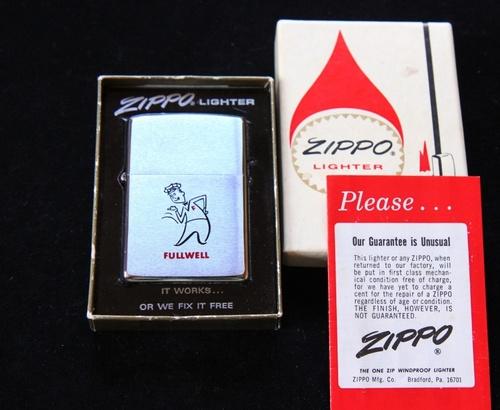 ZIPPO® LIGHTER
FULLWELL
IT WORKS...
OR WE FIX IT FREE
ZIPPO®
LIGHTER
Please...
Our Guarantee is Unusual
This lighter or any ZIPPO, when
returned to our factory, will
be put in first class mechan-
ical condition free of charge,
for we have yet to charge a
cent for the repair of a ZIPPO
regardless of age or condition.
THE FINISH, HOWEVER, IS
NOT GUARANTEED.
ZIPPO®
THE ONE ZIP WINDPROOF LIGHTER
ZIPPO Mfg. Co. Bradford, Pa. 16701